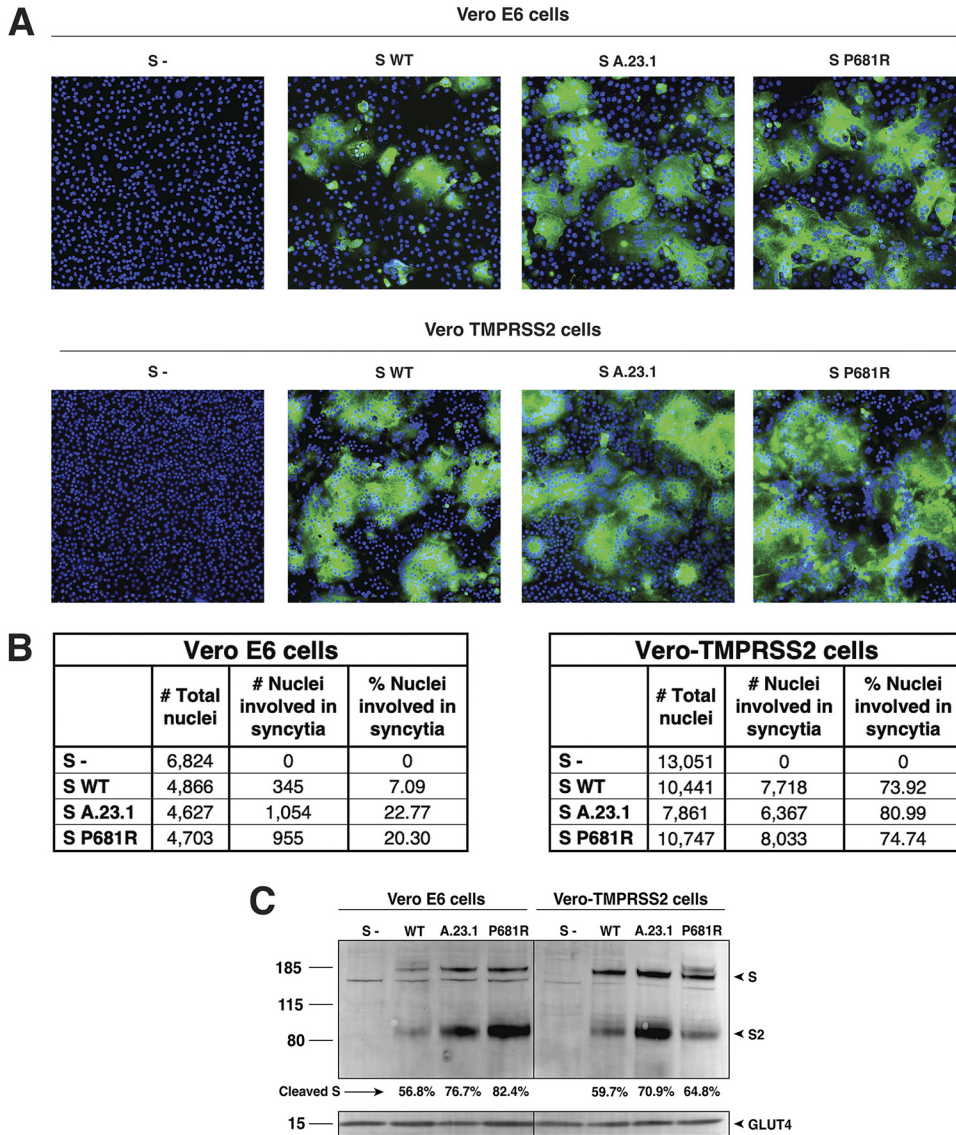 A
Vero E6 cells
S - S WT S A.23.1 S P681R
Vero TMPRSS2 cells
S - S WT S A.23.1 S P681R
B
Vero E6 cells
# Total nuclei # Nuclei involved in syncytia % Nuclei involved in syncytia
S - 6,824 0 0
S WT 4,866 345 7.09
S A.23.1 4,627 1,054 22.77
S P681R 4,703 955 20.30
Vero-TMPRSS2 cells
# Total nuclei # Nuclei involved in syncytia % Nuclei involved in syncytia
S - 13,051 0 0
S WT 10,441 7,718 73.92
S A.23.1 7,861 6,367 80.99
S P681R 10,747 8,033 74.74
C
Vero E6 cells Vero-TMPRSS2 cells
S - WT A.23.1 P681R S - WT A.23.1 P681R
185
S
115
80
S2
Cleaved S 56.8% 76.7% 82.4% 59.7% 70.9% 64.8%
15 GLUT4